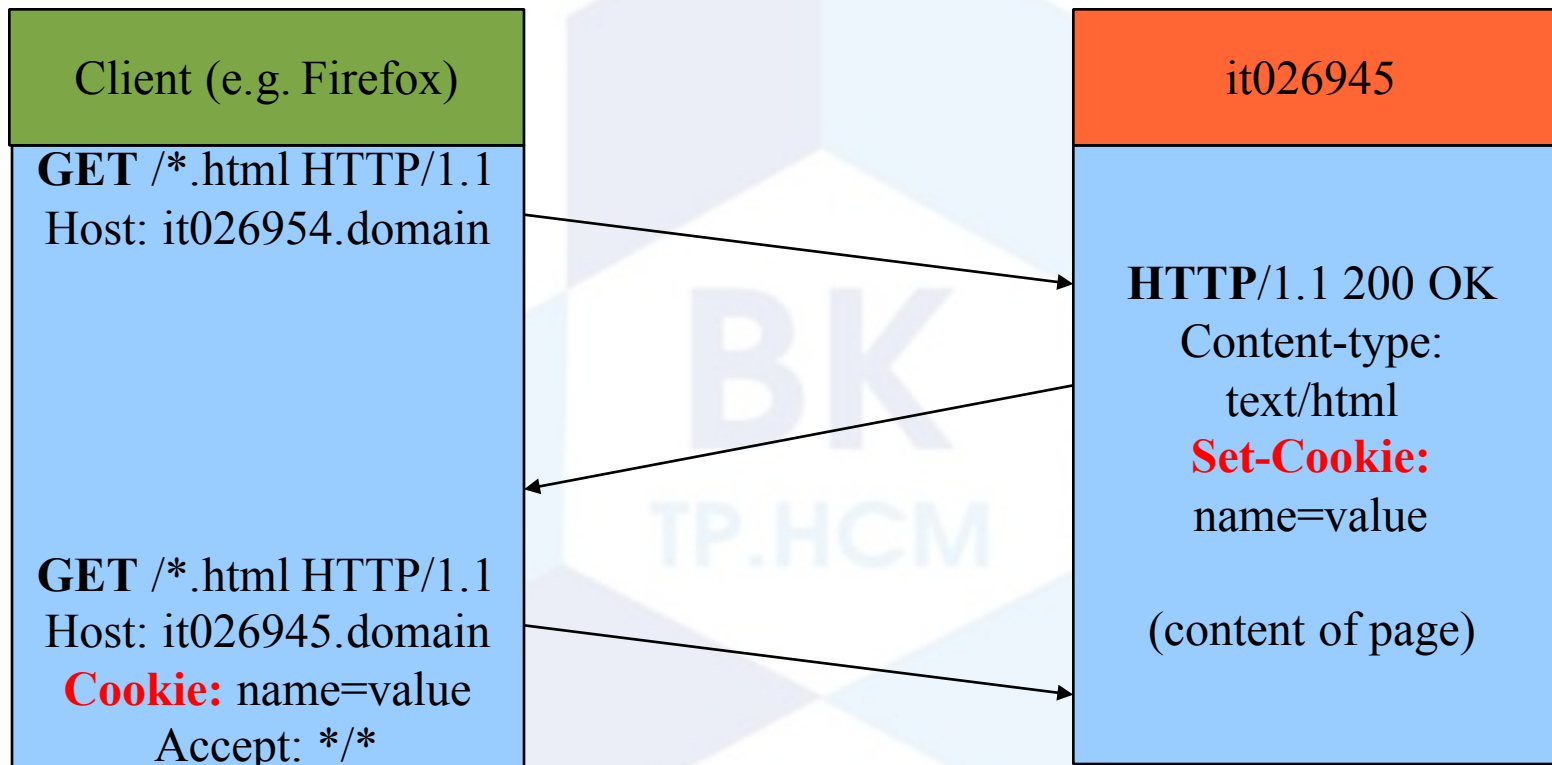 Client (e.g. Firefox)
GET /*.html HTTP/1.1
Host: it026954.domain
GET /*.html HTTP/1.1
Host: it026945.domain
Cookie: name=value
Accept: */*
BK
TP.HCM
it026945
HTTP/1.1 200 OK
Content-type:
text/html
Set-Cookie:
name=value
(content of page)